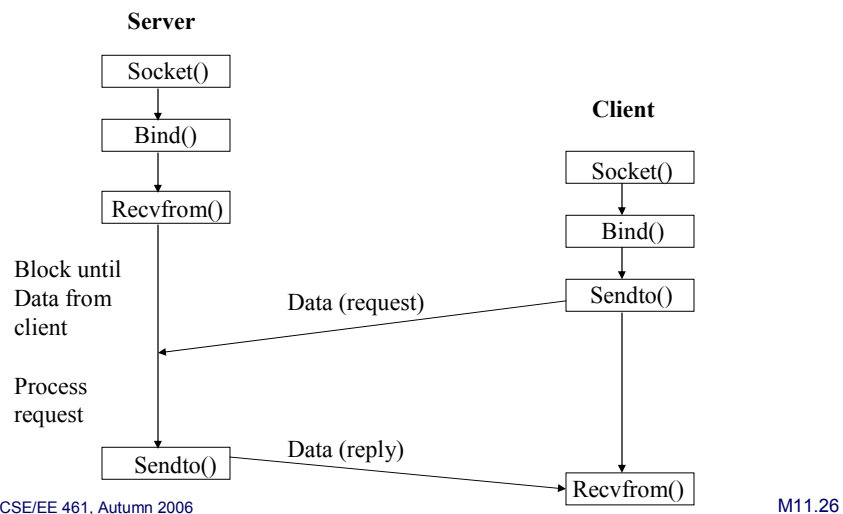 Server
Socket()
Bind()
Recvfrom()
Block until
Data from
client
Process
request
Sendto()
Client
Socket()
Bind()
Sendto()
Data (request)
Data (reply)
Recvfrom()
CSE/EE 461, Autumn 2006
M11.26